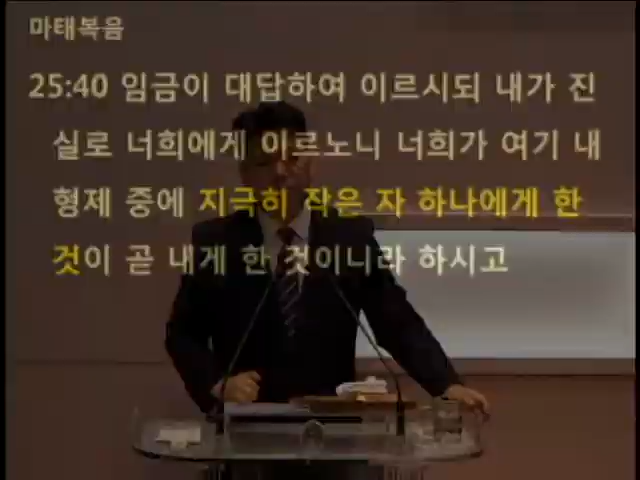 마태복음
25:40 임금이 대답하여 이르시되 내가 진
실로 너희에게 이르노니 너희가 여기 내
형제 중에 지극히 작은 자 하나에게 한
것이 곧 내게 한 것이니라 하시고